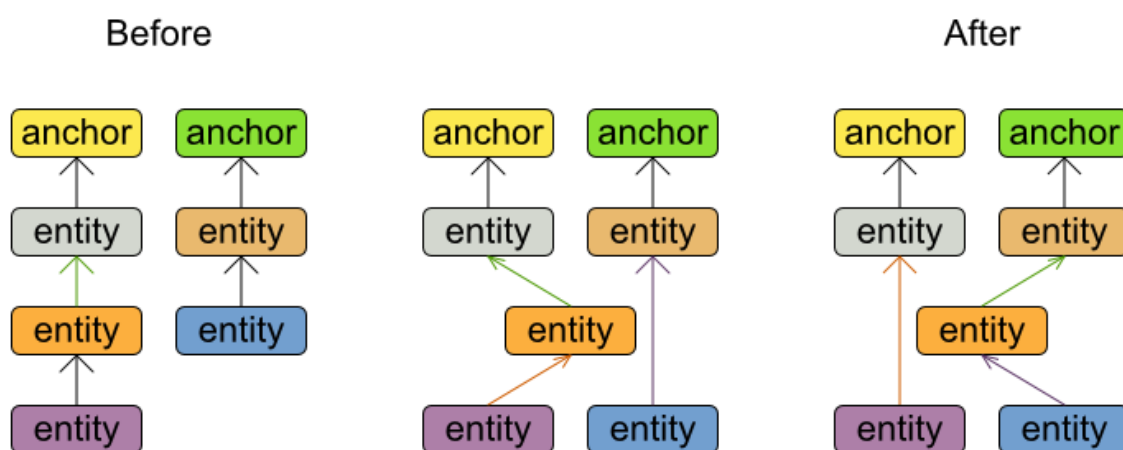 Before After
anchor anchor anchor anchor anchor anchor
entity entity entity entity entity entity
entity entity entity entity
entity entity entity entity entity